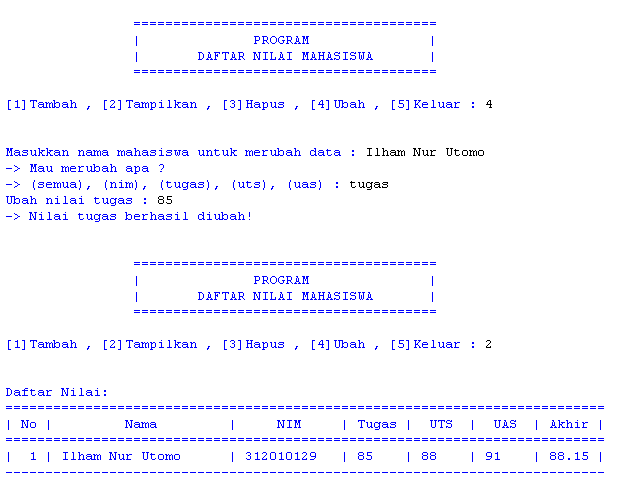 ======================================
|              PROGRAM               |
|       DAFTAR NILAI MAHASISWA       |
======================================
[1]Tambah , [2]Tampilkan , [3]Hapus , [4]Ubah , [5]Keluar : 4
Masukkan nama mahasiswa untuk merubah data : Ilham Nur Utomo
-> Mau merubah apa ?
-> (semua), (nim), (tugas), (uts), (uas) : tugas
Ubah nilai tugas : 85
-> Nilai tugas berhasil diubah!
======================================
|              PROGRAM               |
|       DAFTAR NILAI MAHASISWA       |
======================================
[1]Tambah , [2]Tampilkan , [3]Hapus , [4]Ubah , [5]Keluar : 2
Daftar Nilai:
===========================================================================
| No |         Nama         |     NIM     | Tugas |  UTS  |  UAS  | Akhir |
===========================================================================
|  1 | Ilham Nur Utomo      | 312010129   | 85    | 88    | 91    | 88.15 |
---------------------------------------------------------------------------